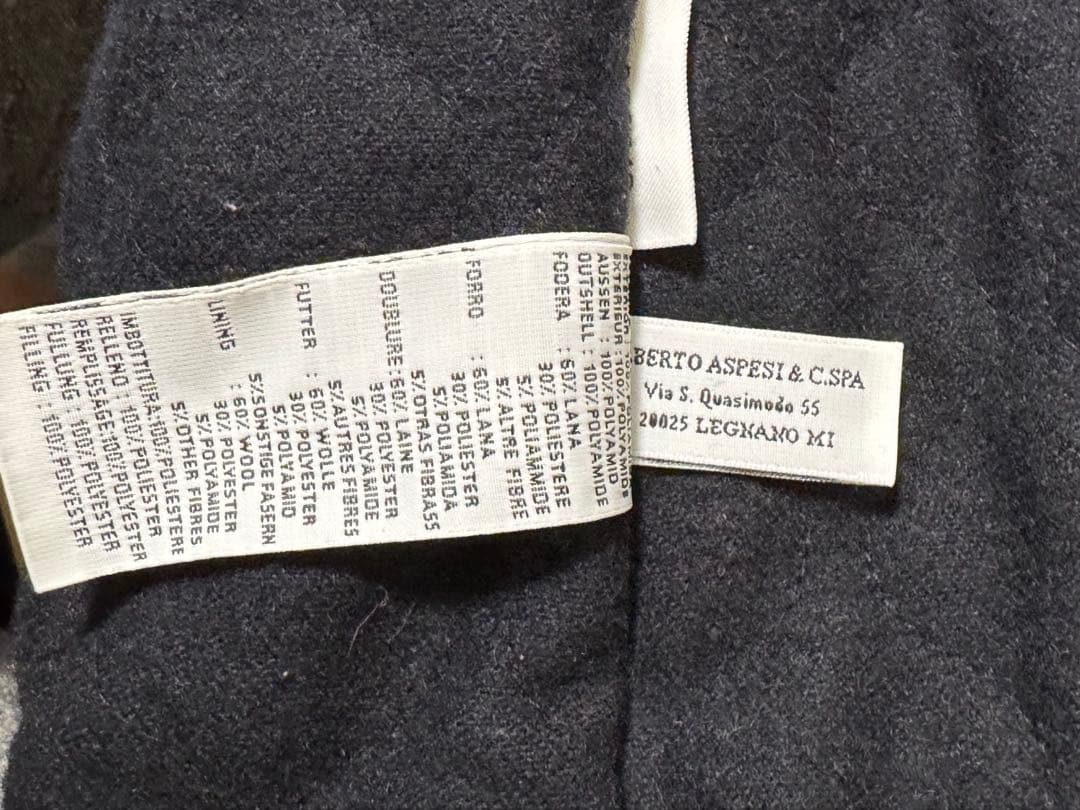 EXTERIEUR : 100% POLYAMIDE
AUSSEN : 100% POLYAMID
OUTSHELL : 100% POLYAMIDE
FODERA : 60% LANA
30% POLIESTERE
5% POLIAMMIDE
5% ALTRE FIBRE
FORRO : 60% LANA
30% POLIESTER
5% POLIAMIDA
5% OTRAS FIBRASS
DOUBLURE: 60% LAINE
30% POLYESTER
5% POLYAMIDE
5% AUTRES FIBRES
FUTTER : 60% WOLLE
30% POLYESTER
5% POLYAMID
5% SONSTIGE FASERN
LINING : 60% WOOL
30% POLYESTER
5% POLYAMIDE
5% OTHER FIBRES
IMBOTTITURA:100% POLIESTERE
RELLENO : 100% POLIESTER
REMPLISSAGE:100% POLYESTER
FULLUNG : 100% POLYESTER
FILLING : 100% POLYESTER
BERTO ASPESI & C.SPA
Via S. Quasimodo 55
20025 LEGNANO MI